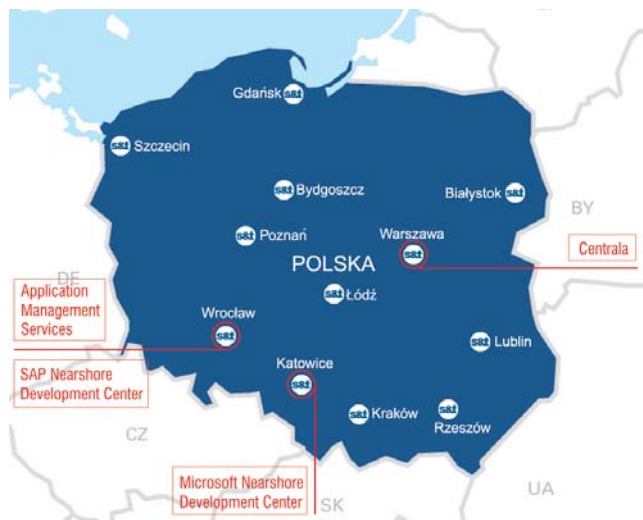 Gdańsk s&t
s&t Szczecin
s&t Bydgoszcz
Białystok s&t
BY
s&t Poznań
Warszawa
s&t
Centrala
POLSKA
DE
Application
Management
Services
s&t Łódź
Wrocław
s&t
s&t Lublin
SAP Nearshore
Development Center
Katowice
s&t
s&t Kraków
s&t
Rzeszów
CZ
Microsoft Nearshore
Development Center
SK
UA